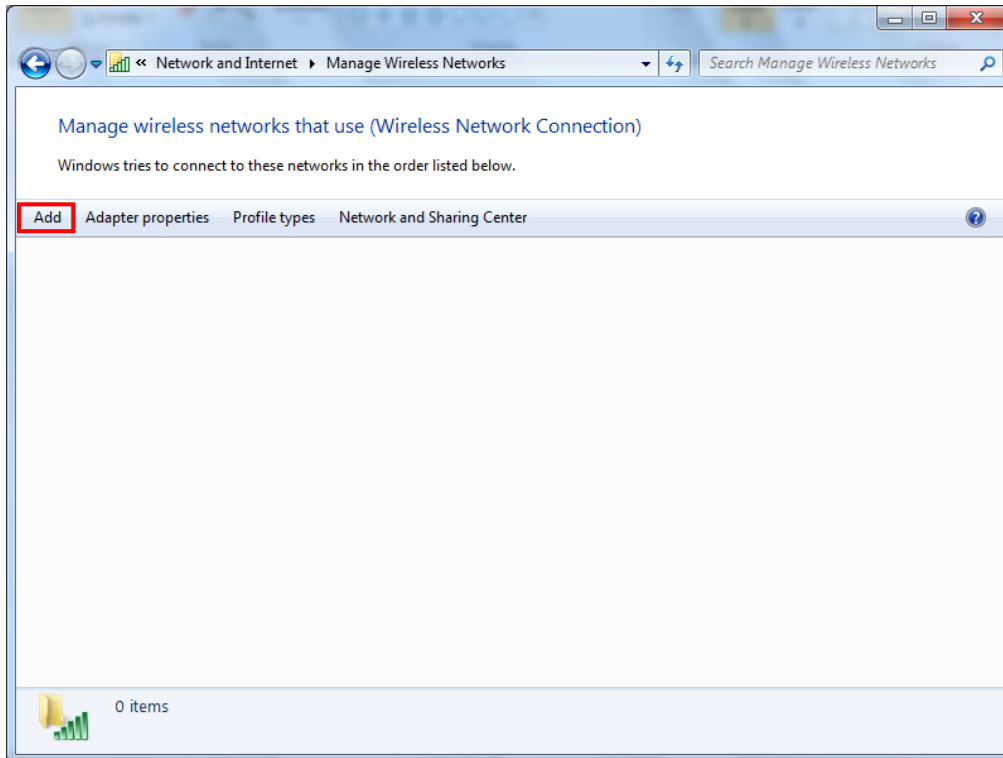 « Network and Internet ▸ Manage Wireless Networks
Search Manage Wireless Networks
Manage wireless networks that use (Wireless Network Connection)
Windows tries to connect to these networks in the order listed below.
Add Adapter properties Profile types Network and Sharing Center
0 items